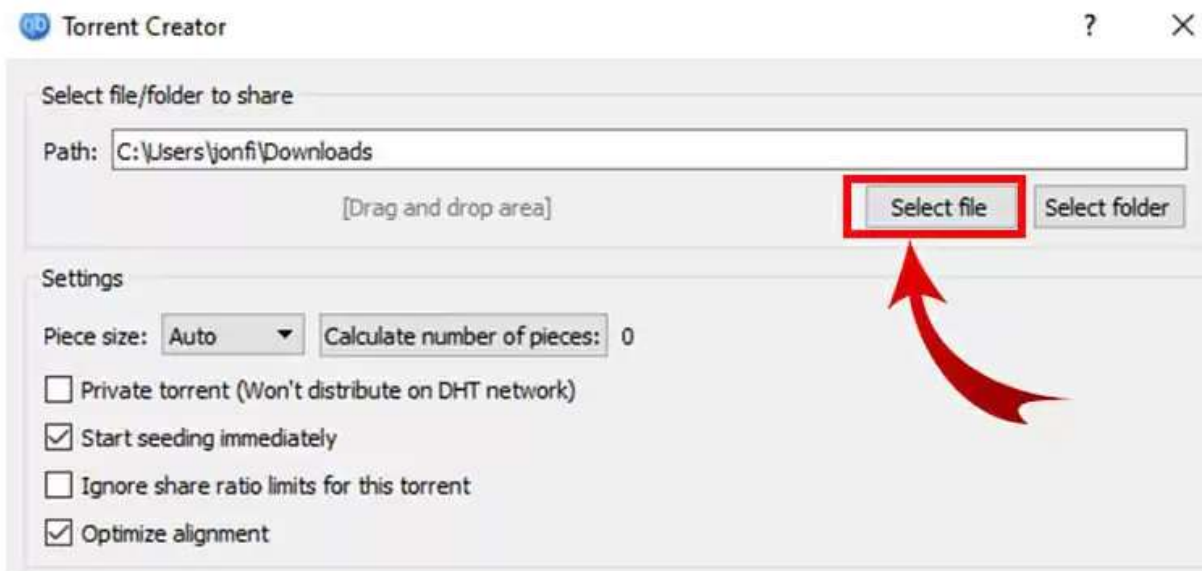 qb Torrent Creator ?
Select file/folder to share
Path: C:\Users\jonfi\Downloads
[Drag and drop area] Select file Select folder
Settings
Piece size: Auto Calculate number of pieces: 0
Private torrent (Won't distribute on DHT network)
Start seeding immediately
Ignore share ratio limits for this torrent
Optimize alignment